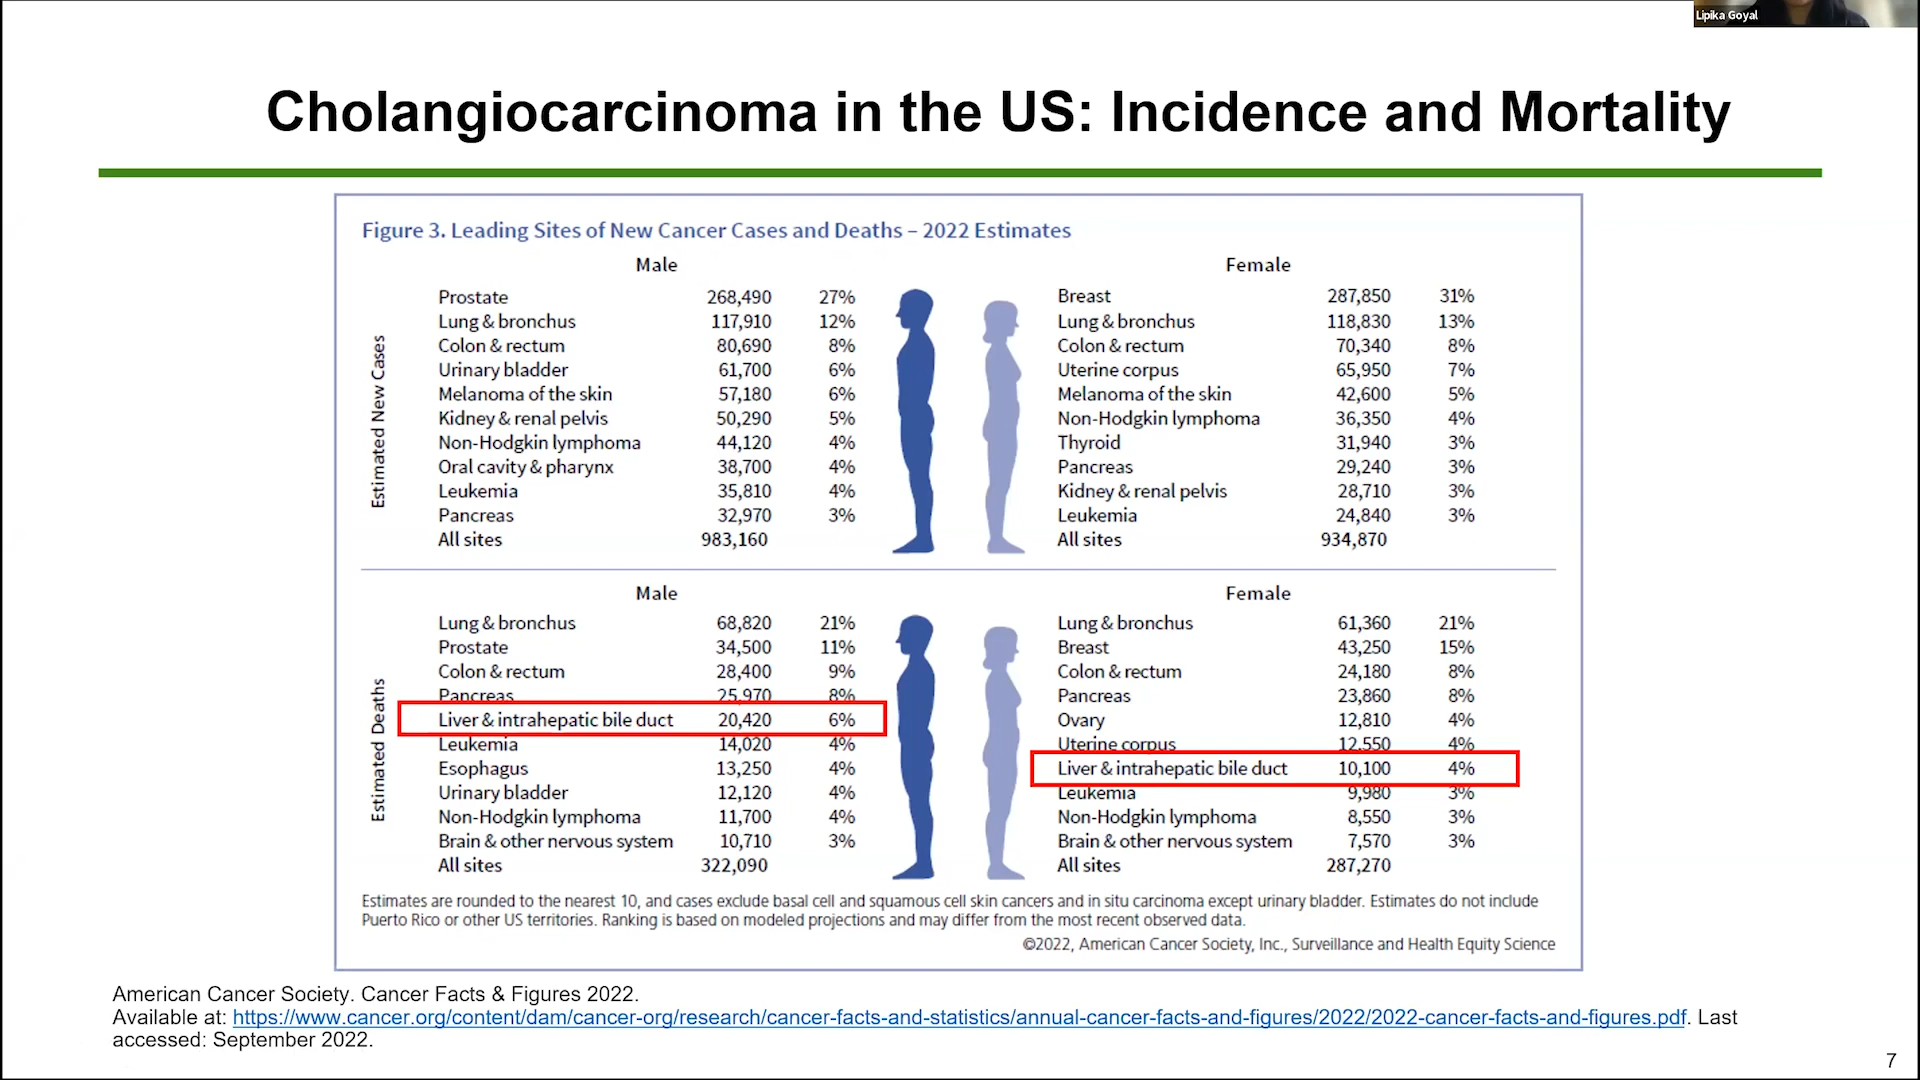 Lipika Goyal
Cholangiocarcinoma in the US: Incidence and Mortality
Figure 3. Leading Sites of New Cancer Cases and Deaths – 2022 Estimates
Estimated New Cases
Male
Prostate 268,490 27%
Lung & bronchus 117,910 12%
Colon & rectum 80,690 8%
Urinary bladder 61,700 6%
Melanoma of the skin 57,180 6%
Kidney & renal pelvis 50,290 5%
Non-Hodgkin lymphoma 44,120 4%
Oral cavity & pharynx 38,700 4%
Leukemia 35,810 4%
Pancreas 32,970 3%
All sites 983,160
Female
Breast 287,850 31%
Lung & bronchus 118,830 13%
Colon & rectum 70,340 8%
Uterine corpus 65,950 7%
Melanoma of the skin 42,600 5%
Non-Hodgkin lymphoma 36,350 4%
Thyroid 31,940 3%
Pancreas 29,240 3%
Kidney & renal pelvis 28,710 3%
Leukemia 24,840 3%
All sites 934,870
Estimated Deaths
Male
Lung & bronchus 68,820 21%
Prostate 34,500 11%
Colon & rectum 28,400 9%
Pancreas 25,970 8%
Liver & intrahepatic bile duct 20,420 6%
Leukemia 14,020 4%
Esophagus 13,250 4%
Urinary bladder 12,120 4%
Non-Hodgkin lymphoma 11,700 4%
Brain & other nervous system 10,710 3%
All sites 322,090
Female
Lung & bronchus 61,360 21%
Breast 43,250 15%
Colon & rectum 24,180 8%
Pancreas 23,860 8%
Ovary 12,810 4%
Uterine corpus 12,550 4%
Liver & intrahepatic bile duct 10,100 4%
Leukemia 9,980 3%
Non-Hodgkin lymphoma 8,550 3%
Brain & other nervous system 7,570 3%
All sites 287,270
Estimates are rounded to the nearest 10, and cases exclude basal cell and squamous cell skin cancers and in situ carcinoma except urinary bladder. Estimates do not include
Puerto Rico or other US territories. Ranking is based on modeled projections and may differ from the most recent observed data.
©2022, American Cancer Society, Inc., Surveillance and Health Equity Science
American Cancer Society. Cancer Facts & Figures 2022.
Available at: https://www.cancer.org/content/dam/cancer-org/research/cancer-facts-and-statistics/annual-cancer-facts-and-figures/2022/2022-cancer-facts-and-figures.pdf. Last
accessed: September 2022.
7